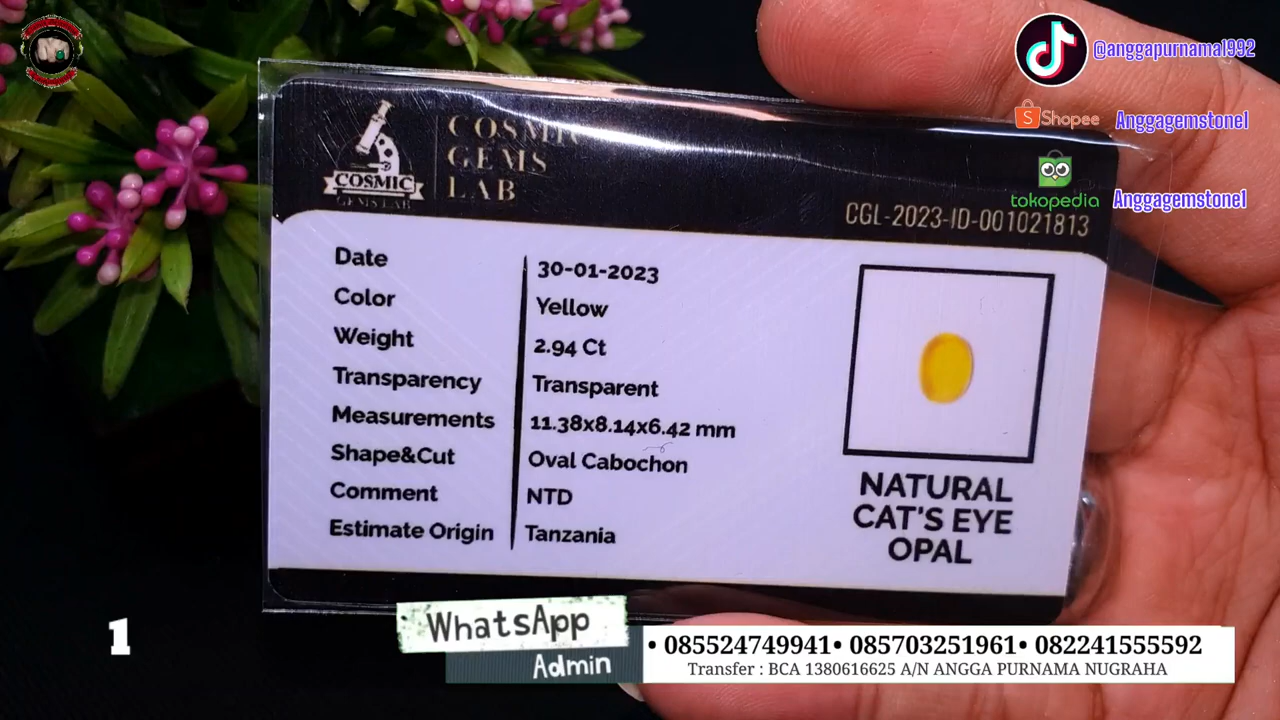 @anggapurnama1992
Shopee Anggagemstone1
tokopedia Anggagemstone1
COSMIC
GEMS
LAB
COSMIC
GEMS LAB
CGL-2023-ID-001021813
Date 30-01-2023
Color Yellow
Weight 2.94 Ct
Transparency Transparent
Measurements 11.38x8.14x6.42 mm
Shape&Cut Oval Cabochon
Comment NTD
Estimate Origin Tanzania
NATURAL
CAT'S EYE
OPAL
1
WhatsApp
Admin
• 085524749941• 085703251961• 082241555592
Transfer : BCA 1380616625 A/N ANGGA PURNAMA NUGRAHA